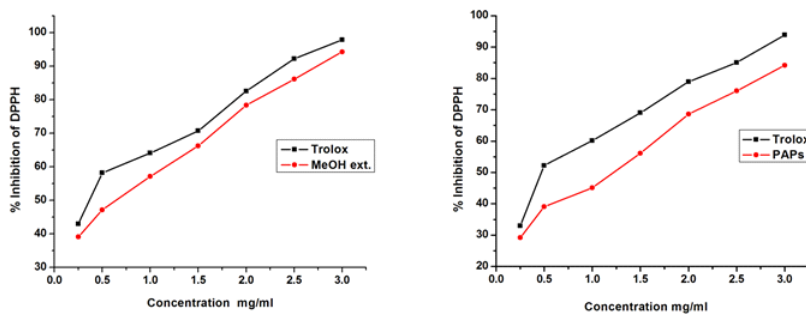 100
90
80
70
60
50
40
30
0.0 0.5 1.0 1.5 2.0 2.5 3.0
% Inhibition of DPPH
Concentration mg/ml
Trolox
MeOH ext.
100
90
80
70
60
50
40
30
20
0.0 0.5 1.0 1.5 2.0 2.5 3.0
% Inhibition of DPPH
Concentration mg/ml
Trolox
PAPs